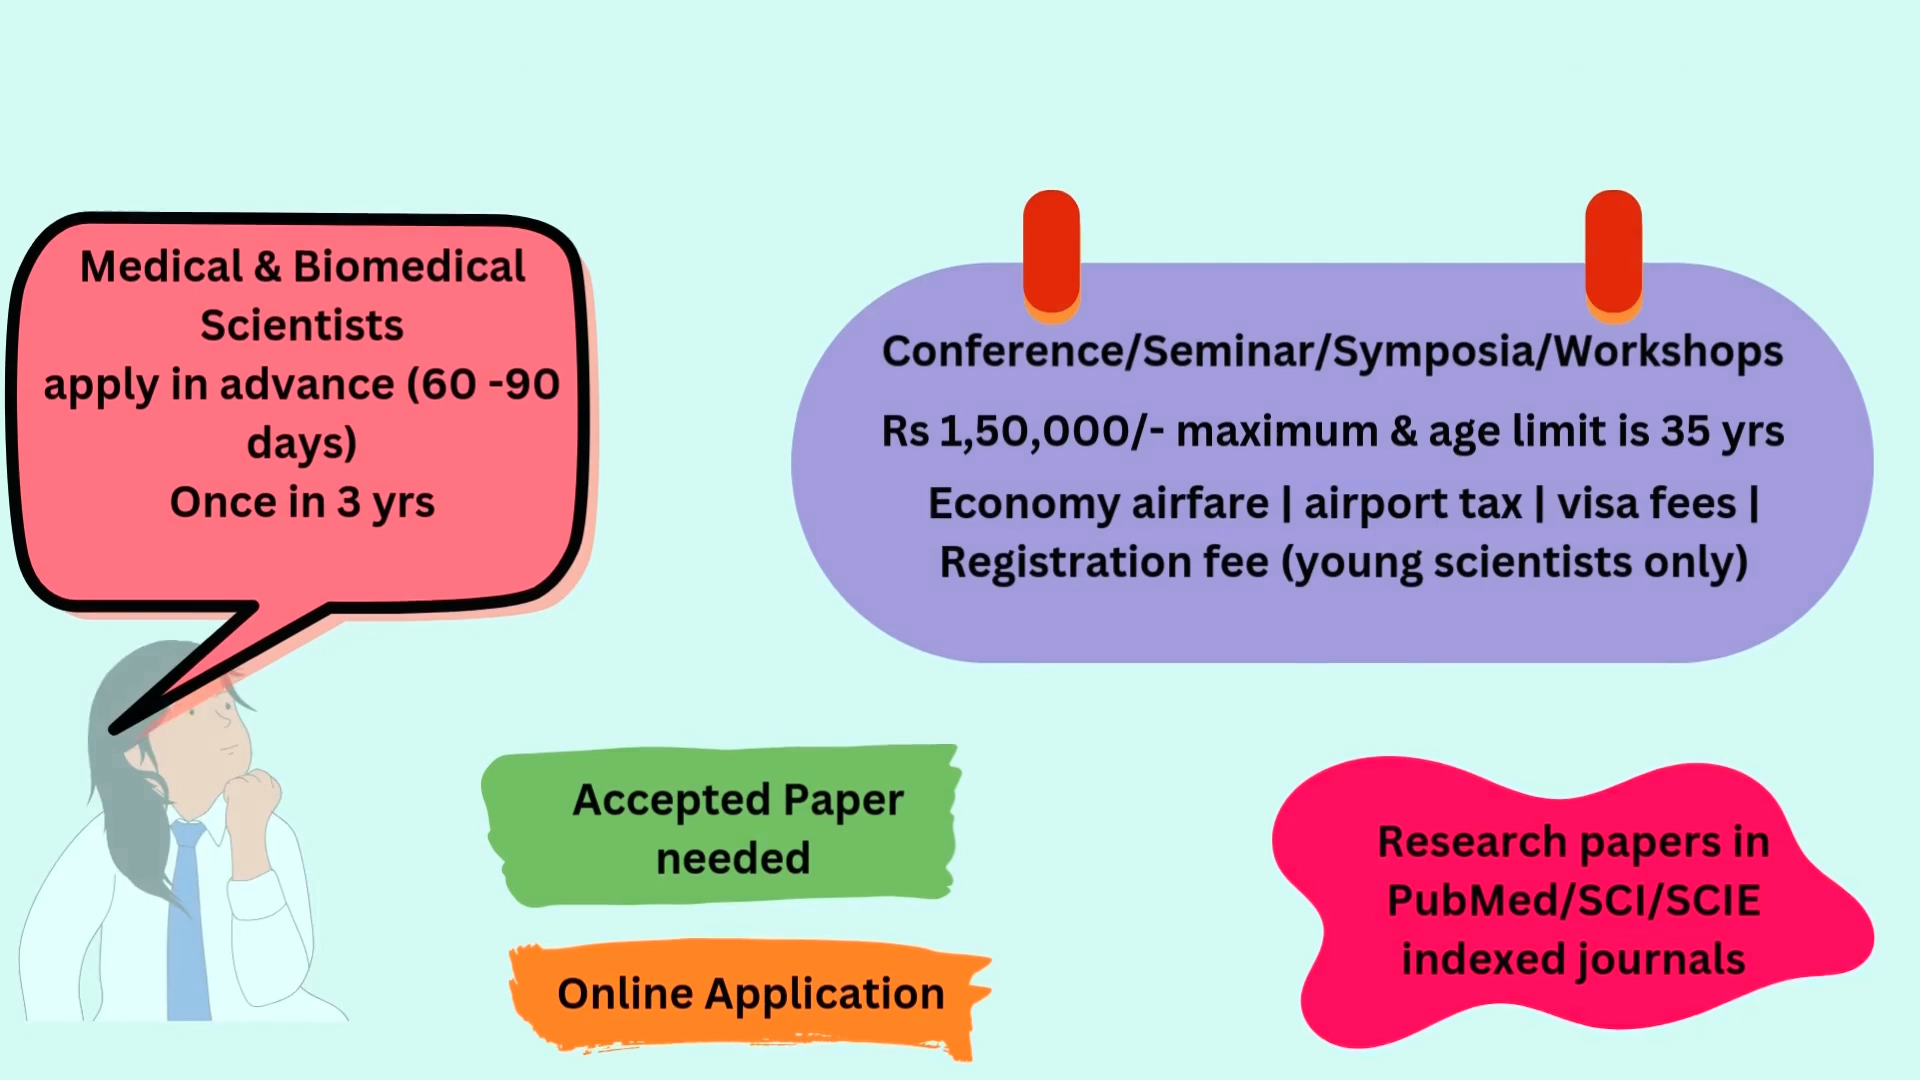 Medical & Biomedical
Scientists
apply in advance (60 -90
days)
Once in 3 yrs
Conference/Seminar/Symposia/Workshops
Rs 1,50,000/- maximum & age limit is 35 yrs
Economy airfare | airport tax | visa fees |
Registration fee (young scientists only)
Accepted Paper
needed
Online Application
Research papers in
PubMed/SCI/SCIE
indexed journals